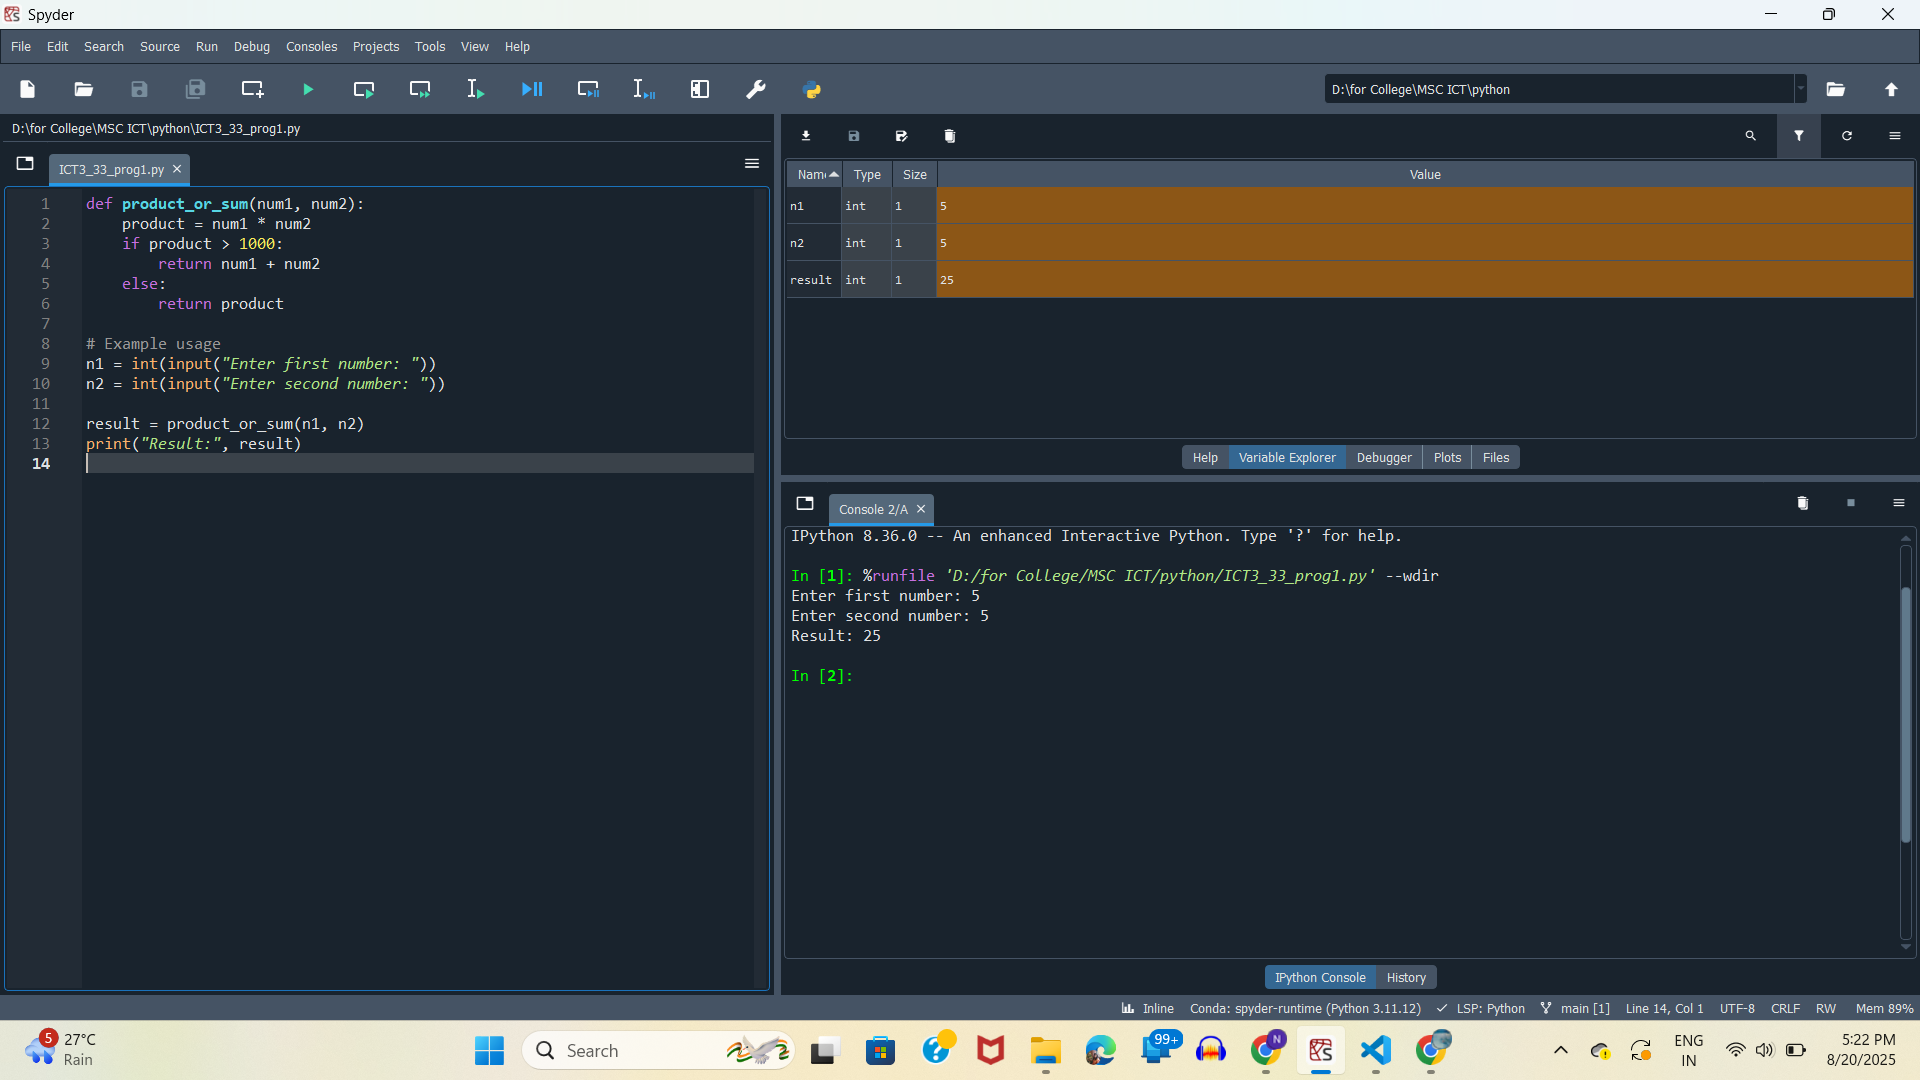 Spyder
File Edit Search Source Run Debug Consoles Projects Tools View Help
D:\for College\MSC ICT\python
D:\for College\MSC ICT\python\ICT3_33_prog1.py
ICT3_33_prog1.py
1 def product_or_sum(num1, num2):
2     product = num1 * num2
3     if product > 1000:
4         return num1 + num2
5     else:
6         return product
7
8 # Example usage
9 n1 = int(input("Enter first number: "))
10 n2 = int(input("Enter second number: "))
11
12 result = product_or_sum(n1, n2)
13 print("Result:", result)
14
Type Size Value
n1 int 1 5
n2 int 1 5
result int 1 25
Help Variable Explorer Debugger Plots Files
Console 2/A
IPython 8.36.0 -- An enhanced Interactive Python. Type '?' for help.
In [1]: %runfile 'D:/for College/MSC ICT/python/ICT3_33_prog1.py' --wdir
Enter first number: 5
Enter second number: 5
Result: 25
In [2]:
IPython Console History
Inline Conda: spyder-runtime (Python 3.11.12) LSP: Python main [1] Line 14, Col 1 UTF-8 CRLF RW Mem 89%
5
27°C
Rain
Search
99+
N
ENG
IN
5:22 PM
8/20/2025